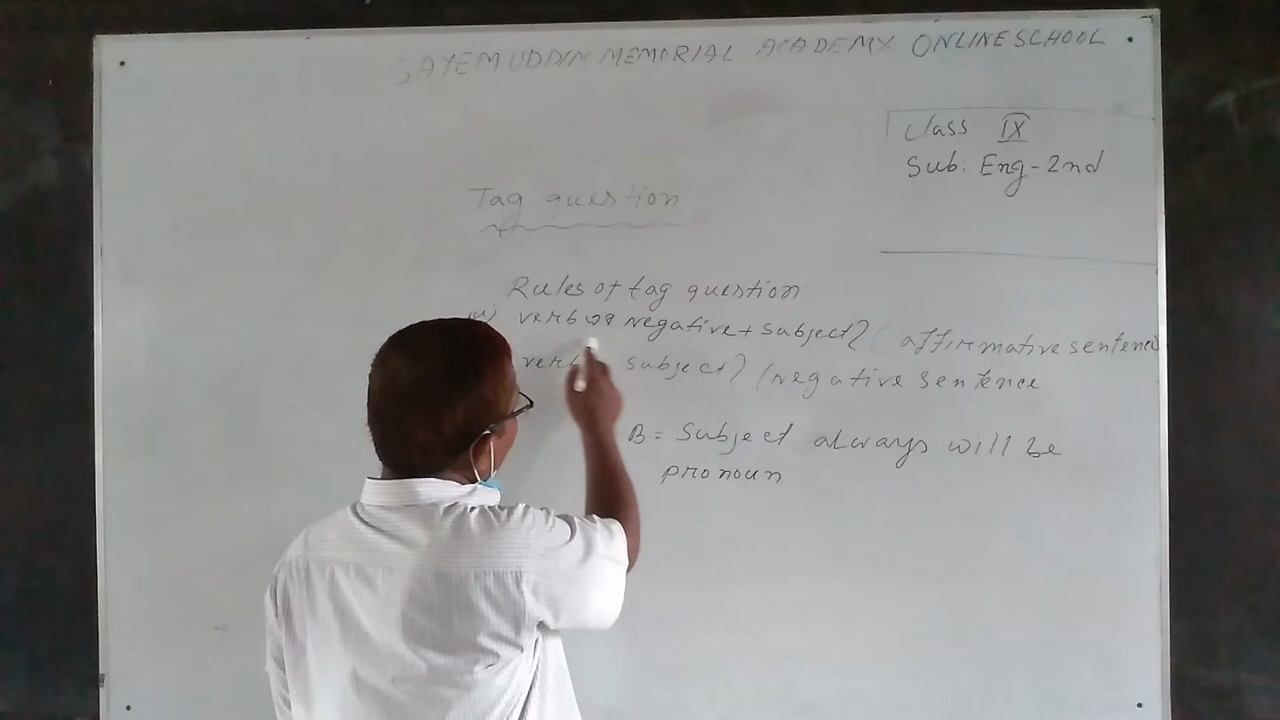 SAYEMUDDIN MEMORIAL ACADEMY ONLINE SCHOOL
Class IX
Sub: Eng-2nd
Tag question
Rules of tag question
verb negative + subject? (affirmative sentence
verb subject? (negative sentence
B = Subject always will be
pronoun